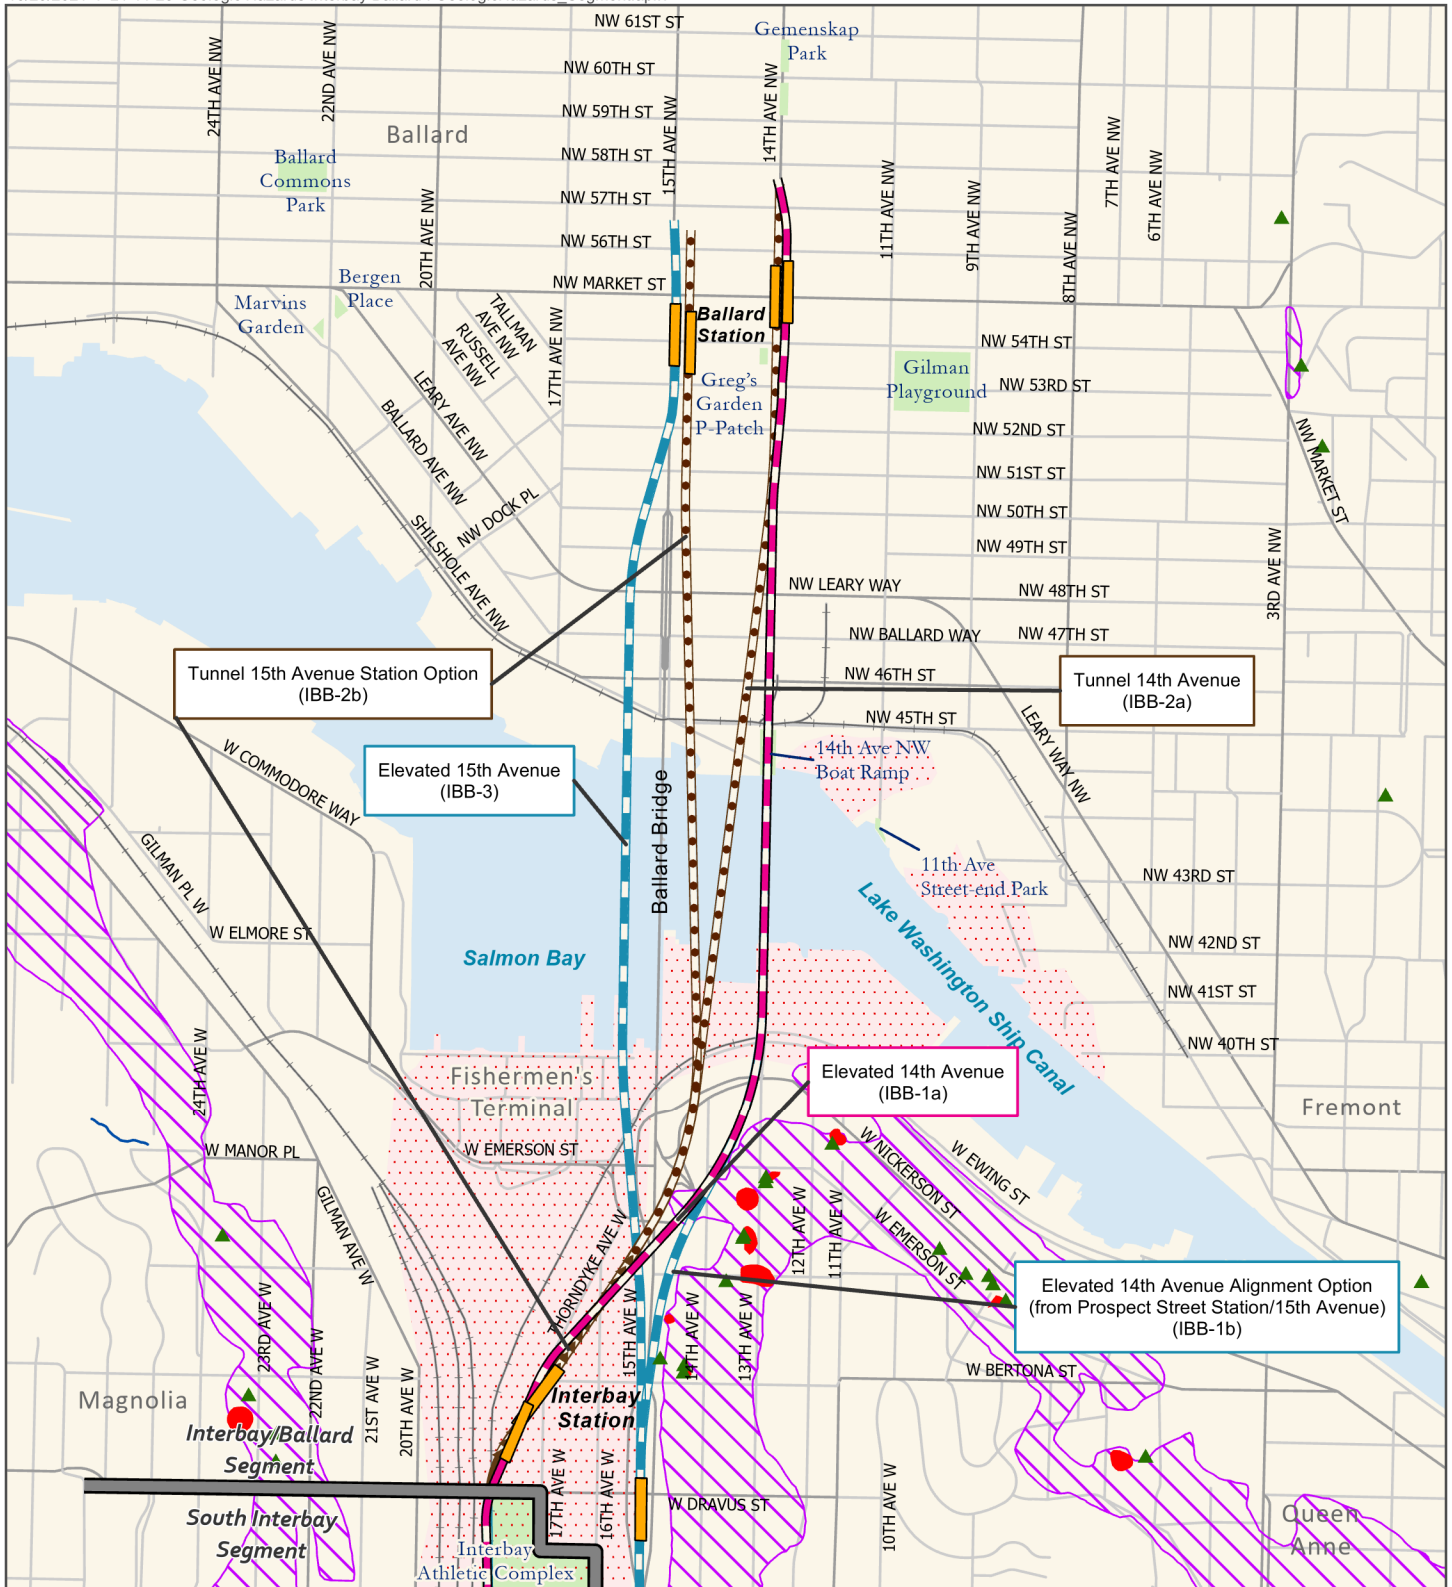 NW 61ST ST
Gemenskap
Park
NW 60TH ST
24TH AVE NW
22ND AVE NW
14TH AVE NW
15TH AVE NW
NW 59TH ST
Ballard
7TH AVE NW
6TH AVE NW
Ballard
Commons
Park
NW 58TH ST
NW 57TH ST
11TH AVE NW
9TH AVE NW
8TH AVE NW
20TH AVE NW
NW 56TH ST
Bergen
Place
NW MARKET ST
Marvins
Garden
TALLMAN
AVE NW
RUSSELL
AVE NW
17TH AVE NW
Ballard
Station
NW 54TH ST
Gilman
Playground
NW 53RD ST
Greg's
Garden
P-Patch
LEARY AVE NW
BALLARD AVE NW
NW 52ND ST
NW MARKET ST
NW 51ST ST
NW DOCK PL
NW 50TH ST
SHILSHOLE AVE NW
NW 49TH ST
3RD AVE NW
NW LEARY WAY
NW 48TH ST
NW BALLARD WAY
NW 47TH ST
Tunnel 15th Avenue Station Option
(IBB-2b)
NW 46TH ST
Tunnel 14th Avenue
(IBB-2a)
NW 45TH ST
LEARY WAY NW
W COMMODORE WAY
14th Ave NW
Boat Ramp
Elevated 15th Avenue
(IBB-3)
Ballard Bridge
GILMAN PL W
11th Ave
Street-end Park
NW 43RD ST
Lake Washington Ship Canal
W ELMORE ST
NW 42ND ST
Salmon Bay
NW 41ST ST
24TH AVE W
NW 40TH ST
Fishermen's
Terminal
Elevated 14th Avenue
(IBB-1a)
Fremont
W MANOR PL
W EMERSON ST
W NICKERSON ST
W EWING ST
GILMAN AVE W
THORNDYKE AVE W
12TH AVE W
11TH AVE W
W EMERSON ST
Elevated 14th Avenue Alignment Option
(from Prospect Street Station/15th Avenue)
(IBB-1b)
23RD AVE W
22ND AVE W
21ST AVE W
20TH AVE W
15TH AVE W
14TH AVE W
13TH AVE W
W BERTONA ST
Magnolia
Interbay
Station
Interbay/Ballard
Segment
South Interbay
Segment
17TH AVE W
16TH AVE W
W DRAVUS ST
10TH AVE W
Queen
Anne
Interbay
Athletic Complex